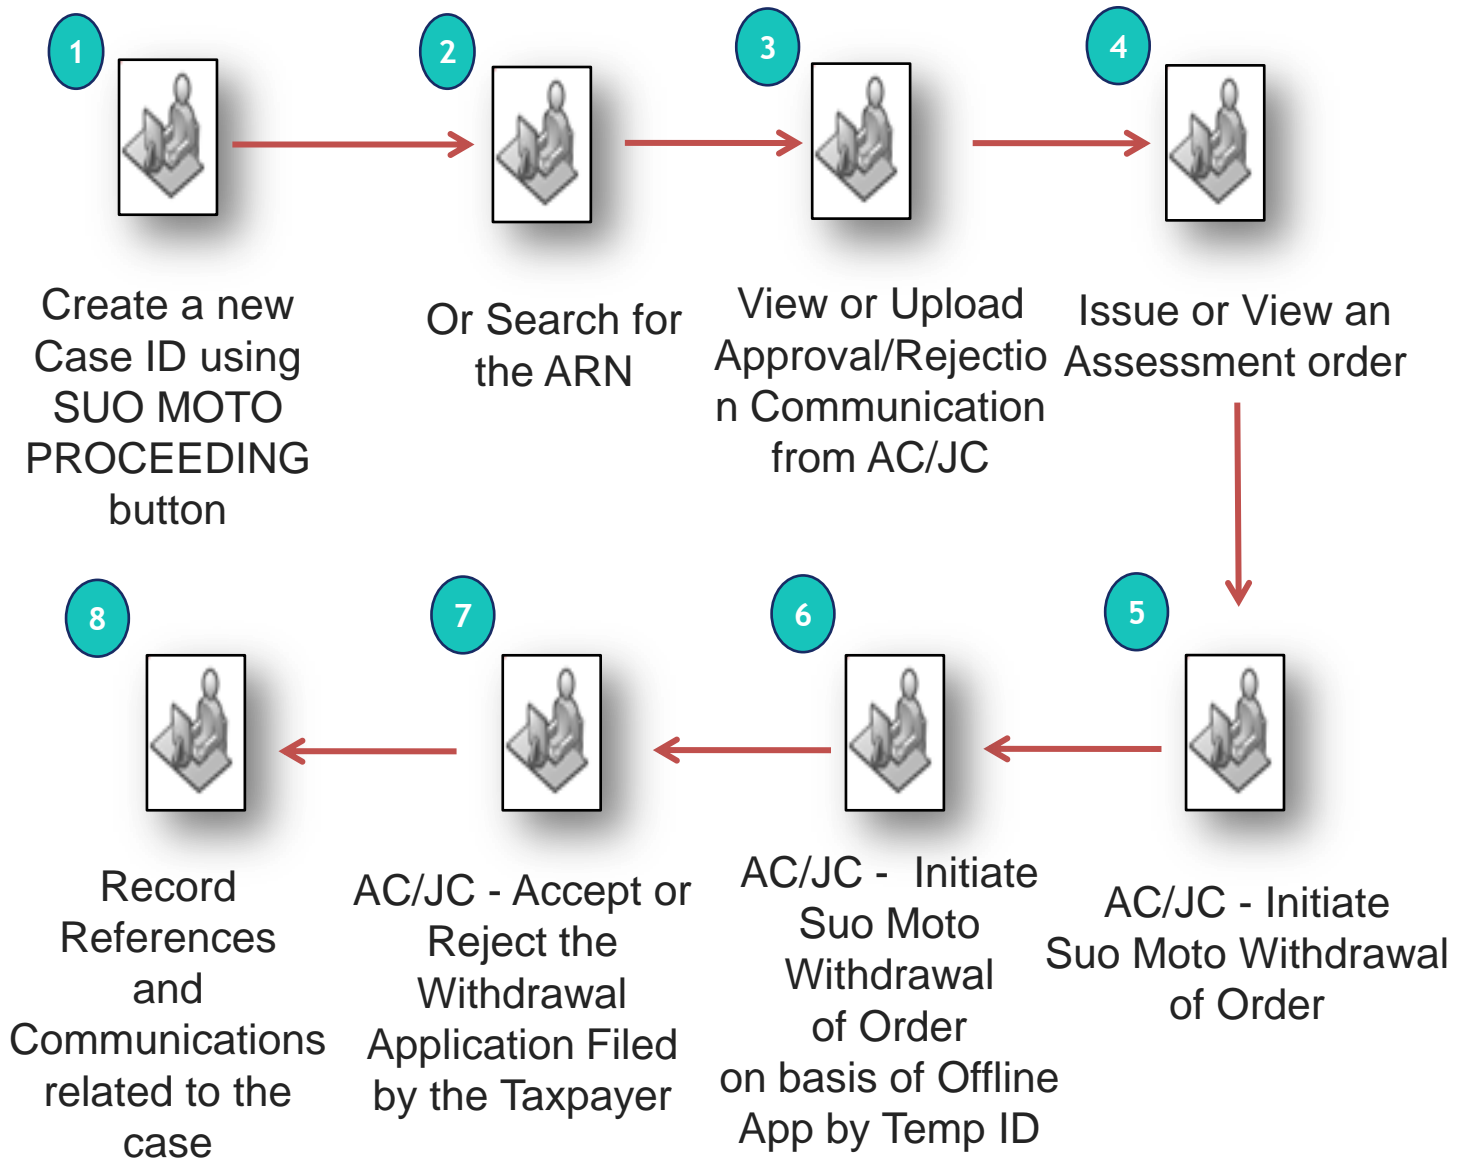 1
Create a new
Case ID using
SUO MOTO
PROCEEDING
button
2
Or Search for
the ARN
3
View or Upload
Approval/Rejectio
n Communication
from AC/JC
4
Issue or View an
Assessment order
5
AC/JC - Initiate
Suo Moto Withdrawal
of Order
6
AC/JC -  Initiate
Suo Moto
Withdrawal
of Order
on basis of Offline
App by Temp ID
7
AC/JC - Accept or
Reject the
Withdrawal
Application Filed
by the Taxpayer
8
Record
References
and
Communications
related to the
case